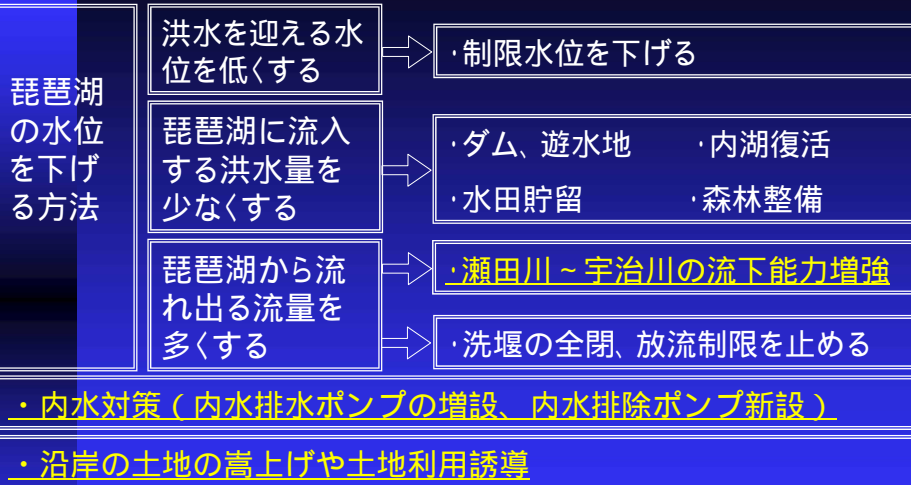 琵琶湖
の水位
を下げ
る方法
洪水を迎える水
位を低くする
・制限水位を下げる
琵琶湖に流入
する洪水量を
少なくする
・ダム、遊水地 ・内湖復活
・水田貯留 ・森林整備
琵琶湖から流
れ出る流量を
多くする
・瀬田川~宇治川の流下能力増強
・洗堰の全閉、放流制限を止める
・内水対策(内水排水ポンプの増設、内水排除ポンプ新設)
・沿岸の土地の嵩上げや土地利用誘導